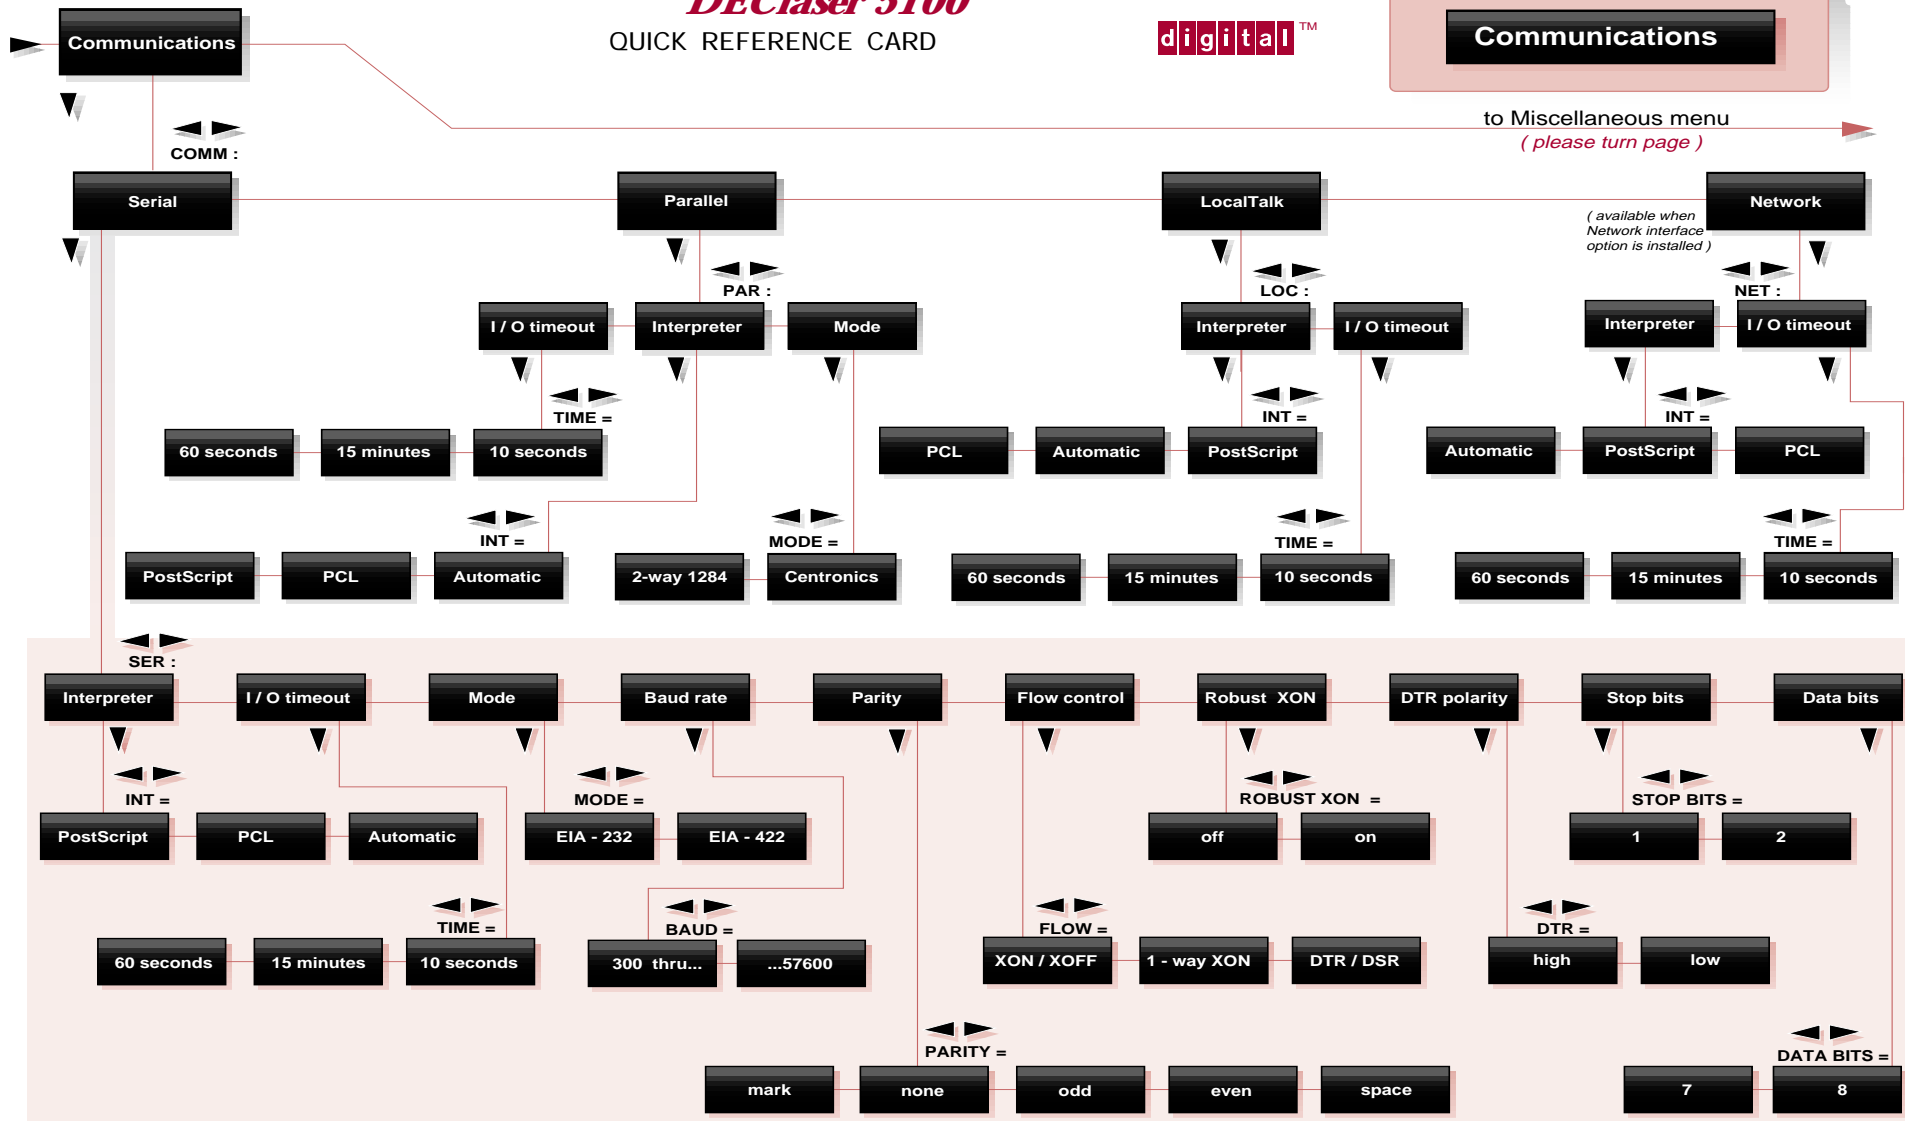 DEClaser 5100
QUICK REFERENCE CARD
digital™
Communications
Communications
to Miscellaneous menu
( please turn page )
COMM :
Serial
Parallel
LocalTalk
Network
( available when
Network interface
option is installed )
PAR :
LOC :
NET :
I / O timeout
Interpreter
Mode
Interpreter
I / O timeout
Interpreter
I / O timeout
TIME =
INT =
INT =
60 seconds
15 minutes
10 seconds
PCL
Automatic
PostScript
Automatic
PostScript
PCL
INT =
MODE =
TIME =
TIME =
PostScript
PCL
Automatic
2-way 1284
Centronics
60 seconds
15 minutes
10 seconds
60 seconds
15 minutes
10 seconds
SER :
Interpreter
I / O timeout
Mode
Baud rate
Parity
Flow control
Robust XON
DTR polarity
Stop bits
Data bits
INT =
MODE =
ROBUST XON =
STOP BITS =
PostScript
PCL
Automatic
EIA - 232
EIA - 422
off
on
1
2
TIME =
BAUD =
FLOW =
DTR =
60 seconds
15 minutes
10 seconds
300 thru...
...57600
XON / XOFF
1 - way XON
DTR / DSR
high
low
PARITY =
DATA BITS =
mark
none
odd
even
space
7
8